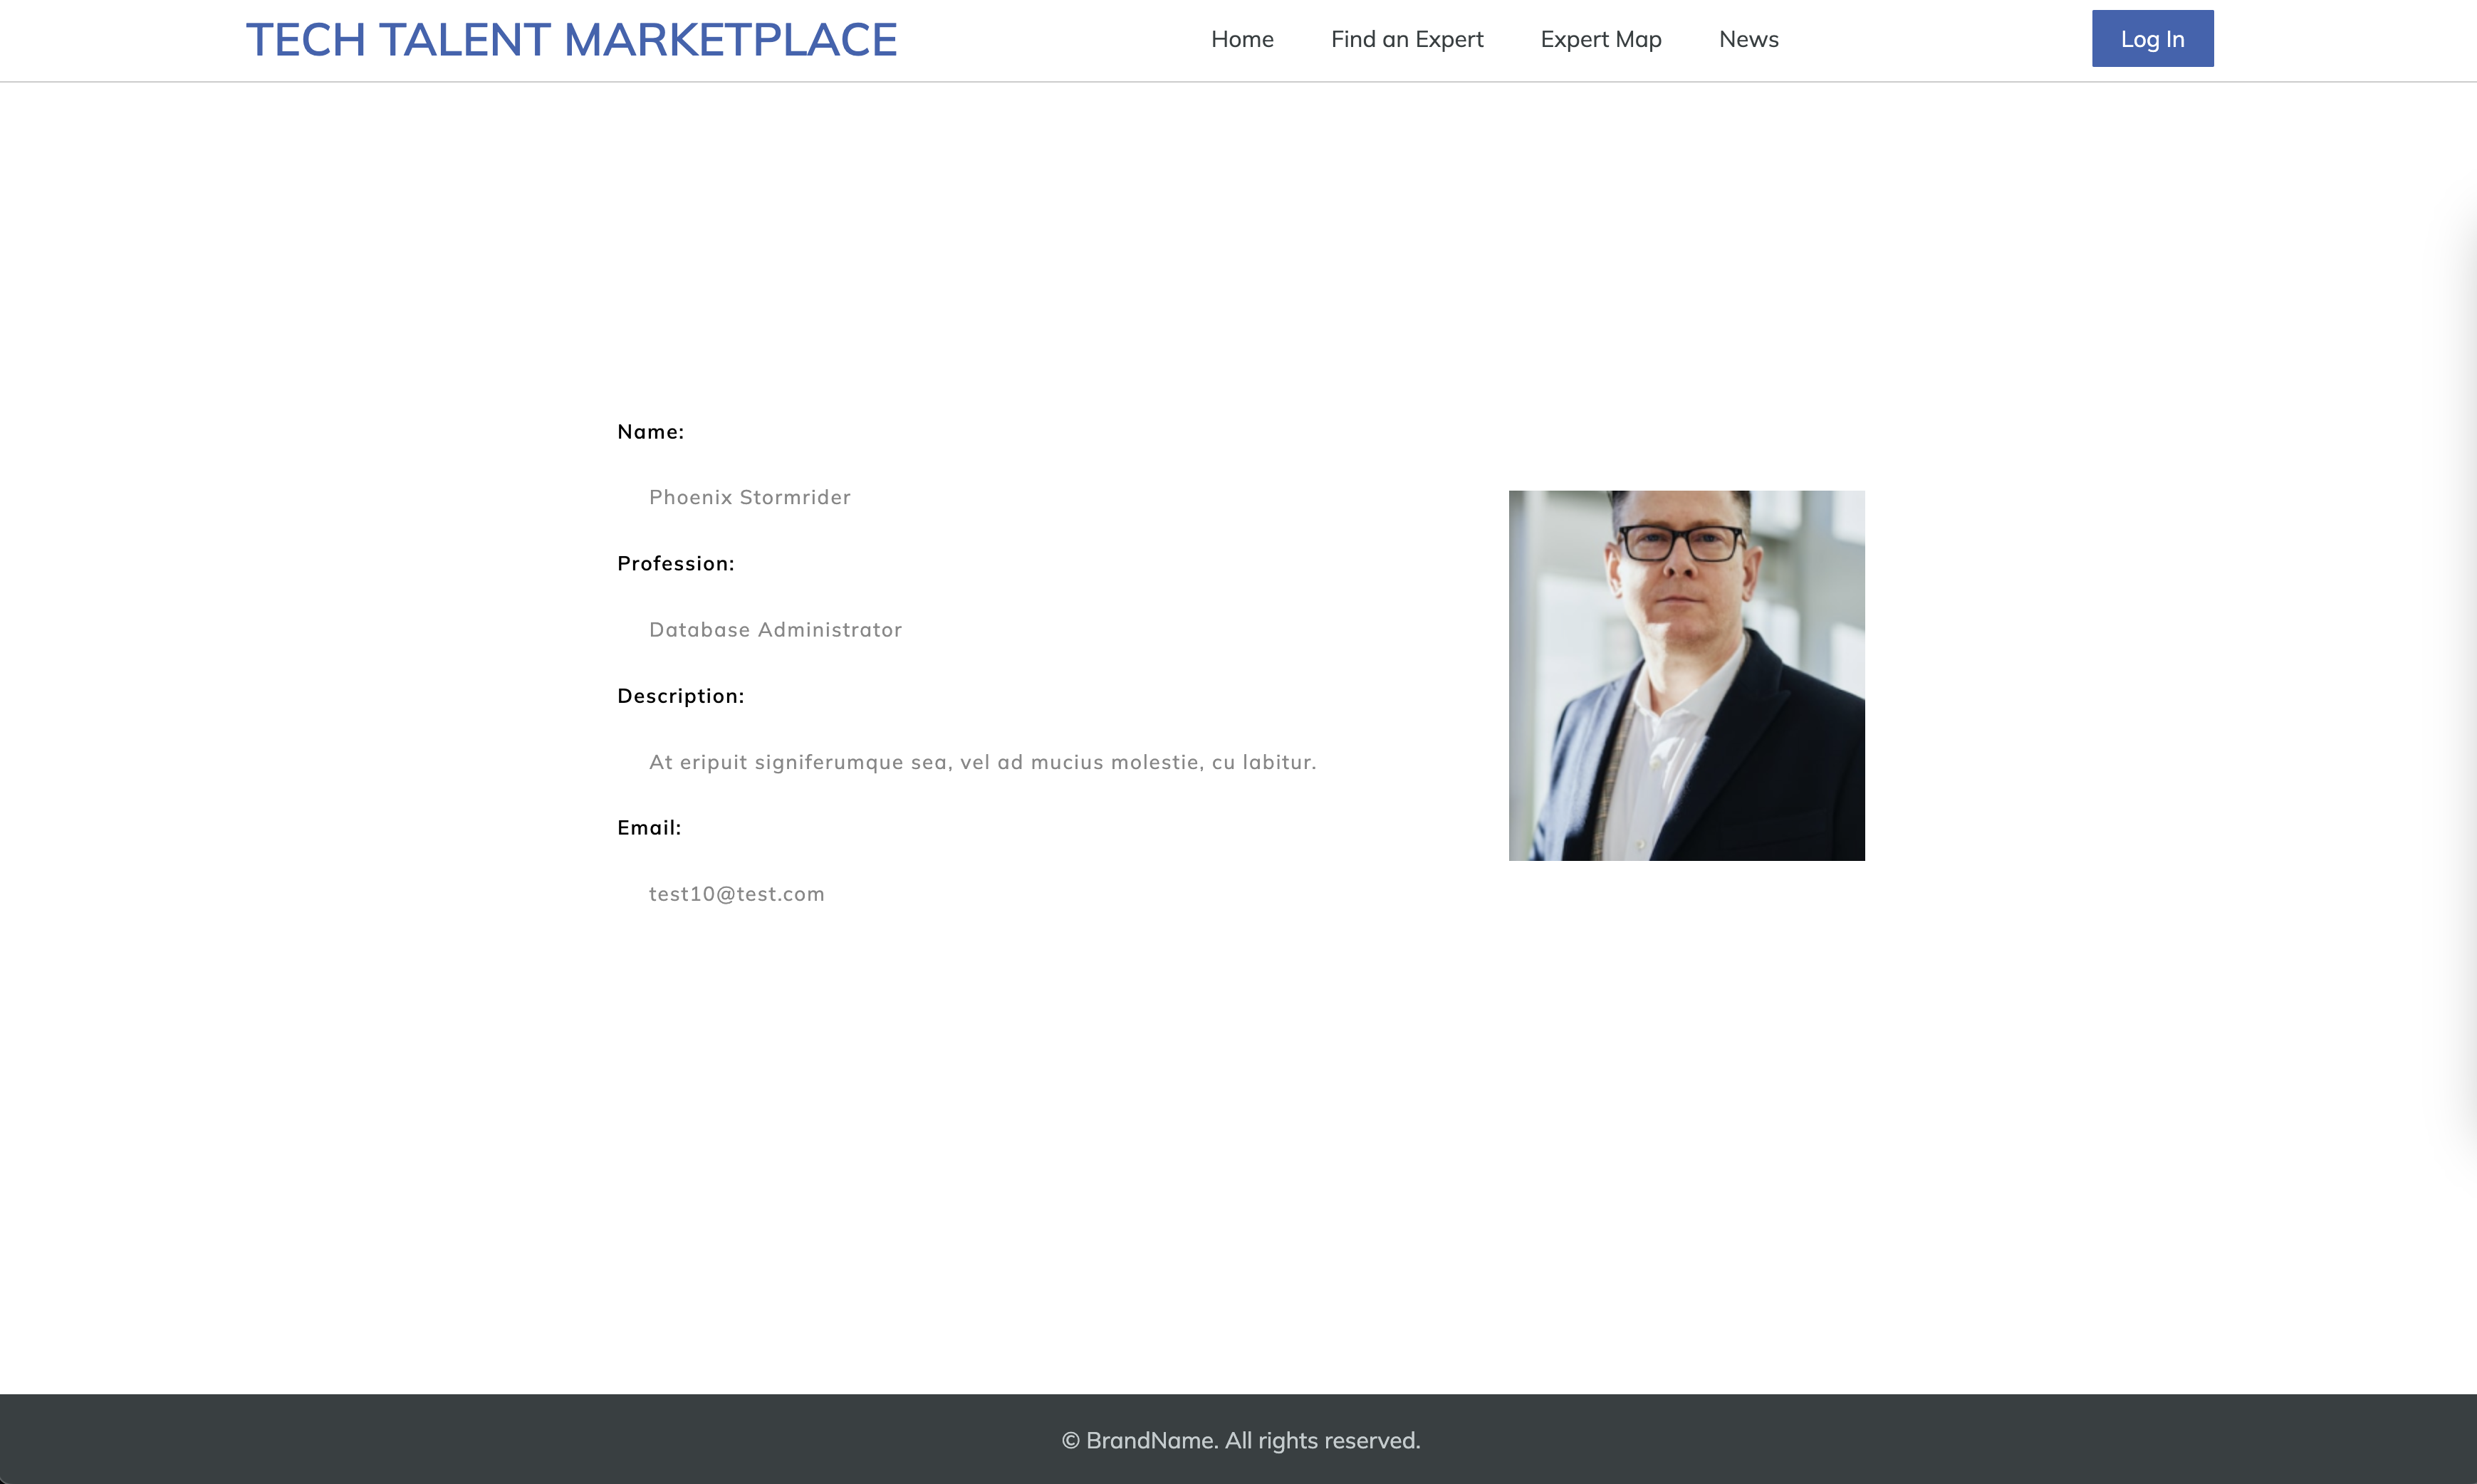 TECH TALENT MARKETPLACE
Home
Find an Expert
Expert Map
News
Log In
Name:
Phoenix Stormrider
Profession:
Database Administrator
Description:
At eripuit signiferumque sea, vel ad mucius molestie, cu labitur.
Email:
test10@test.com
© BrandName. All rights reserved.